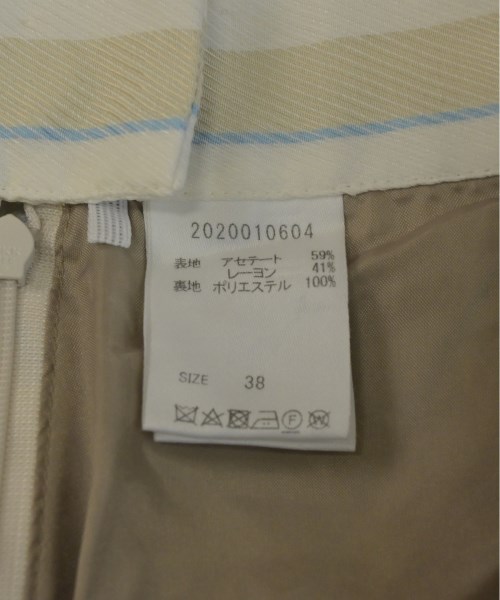 2020010604
表地 アセテート 59%
レーヨン 41%
裏地 ポリエステル 100%
SIZE 38
F W